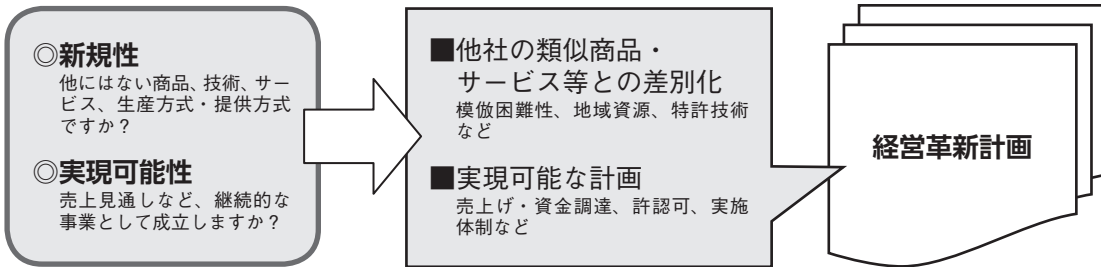 ◎新規性
他にはない商品、技術、サー
ビス、生産方式・提供方式
ですか？
◎実現可能性
売上見通しなど、継続的な
事業として成立しますか？
■他社の類似商品・
サービス等との差別化
模倣困難性、地域資源、特許技術
など
■実現可能な計画
売上げ・資金調達、許認可、実施
体制など
経営革新計画